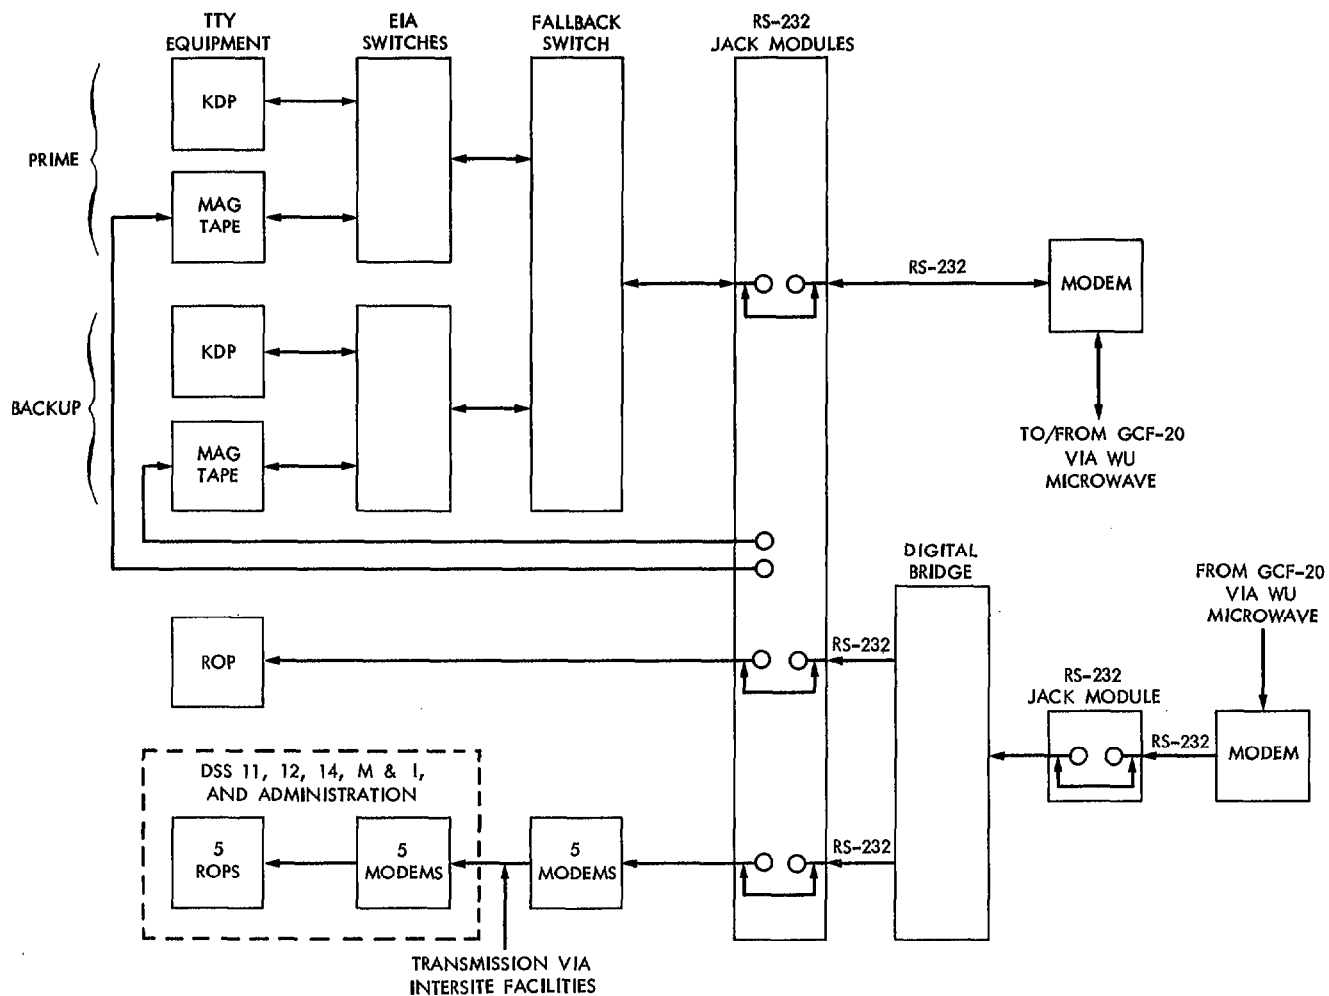 TTY
EQUIPMENT
EIA
SWITCHES
FALLBACK
SWITCH
RS-232
JACK MODULES
PRIME
KDP
MAG
TAPE
RS-232
MODEM
BACKUP
KDP
MAG
TAPE
TO/FROM GCF-20
VIA WU
MICROWAVE
DIGITAL
BRIDGE
FROM GCF-20
VIA WU
MICROWAVE
ROP
RS-232
RS-232
JACK MODULE
RS-232
MODEM
DSS 11, 12, 14, M & I,
AND ADMINISTRATION
5
ROPS
5
MODEMS
5
MODEMS
RS-232
TRANSMISSION VIA
INTERSITE FACILITIES